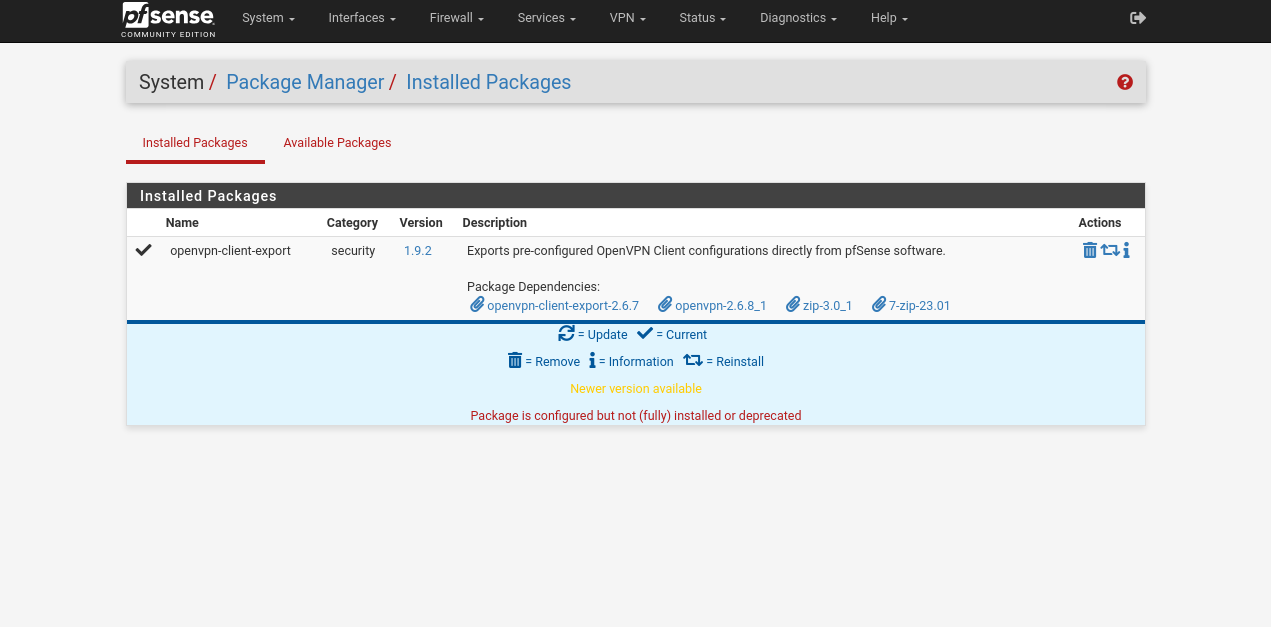 pfsense
COMMUNITY EDITION
System Interfaces Firewall Services VPN Status Diagnostics Help
System / Package Manager / Installed Packages
Installed Packages Available Packages
Installed Packages
Name Category Version Description Actions
openvpn-client-export security 1.9.2 Exports pre-configured OpenVPN Client configurations directly from pfSense software.
Package Dependencies:
openvpn-client-export-2.6.7 openvpn-2.6.8_1 zip-3.0_1 7-zip-23.01
= Update = Current
= Remove = Information = Reinstall
Newer version available
Package is configured but not (fully) installed or deprecated